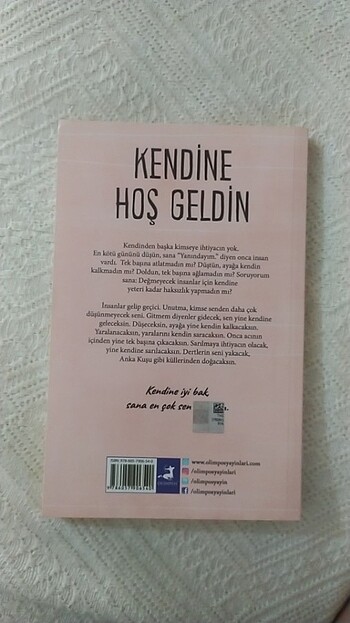 KENDİNE
HOŞ GELDİN
Kendinden başka kimseye ihtiyacın yok.
En kötü gününü düşün, sana "Yanındayım." diyen onca insan
vardı. Tek başına atlatmadın mı? Düştün, ayağa kendin
kalkmadın mı? Doldun, tek başına ağlamadın mı? Soruyorum
sana: Değmeyecek insanlar için kendine
yeteri kadar haksızlık yapmadın mı?
İnsanlar gelip geçici. Unutma, kimse senden daha çok
düşünmeyecek seni. Gitmem diyenler gidecek, sen yine kendine
geleceksin. Düşeceksin, ayağa yine kendin kalkacaksın.
Yaralanacaksın, yaralarını kendin saracaksın. Onca acının
içinden yine tek başına çıkacaksın. Sarılmaya ihtiyacın olacak,
yine kendine sarılacaksın. Dertlerin seni yakacak,
Anka Kuşu gibi küllerinden doğacaksın.
Kendine iyi bak
sana en çok sen
www.olimposyayinlari.com
/olimposyayinlari
/olimposyayin
/olimposyayinlari